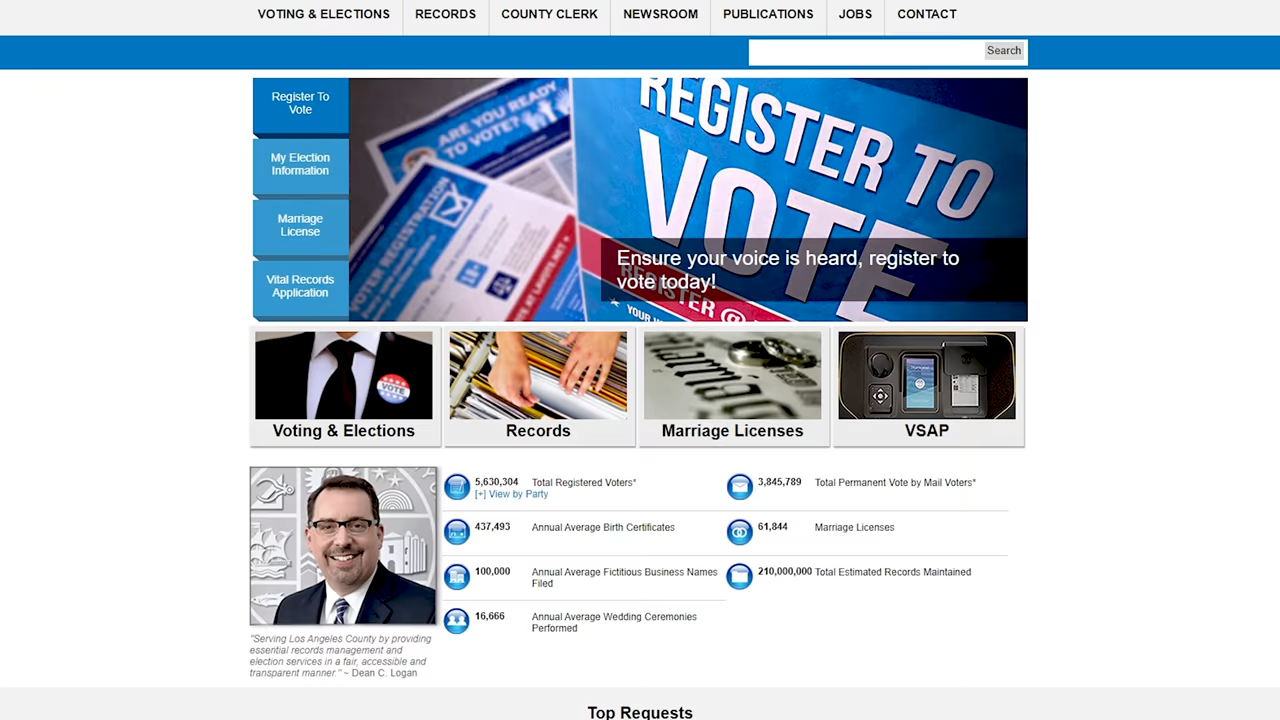 VOTING & ELECTIONS
RECORDS
COUNTY CLERK
NEWSROOM
PUBLICATIONS
JOBS
CONTACT
Search
Register To
Vote
My Election
Information
Marriage
License
Vital Records
Application
ARE YOU READY
TO VOTE?
VOTER REGISTRATION
REGISTER TO
VOTE
REGISTER @
Ensure your voice is heard, register to
vote today!
VOTE
Voting & Elections
Records
Marriage Licenses
VSAP
5,630,304 Total Registered Voters*
[+] View by Party
3,845,789 Total Permanent Vote by Mail Voters*
437,493 Annual Average Birth Certificates
61,844 Marriage Licenses
100,000 Annual Average Fictitious Business Names
Filed
210,000,000 Total Estimated Records Maintained
16,666 Annual Average Wedding Ceremonies
Performed
"Serving Los Angeles County by providing
essential records management and
election services in a fair, accessible and
transparent manner." ~ Dean C. Logan
Top Requests